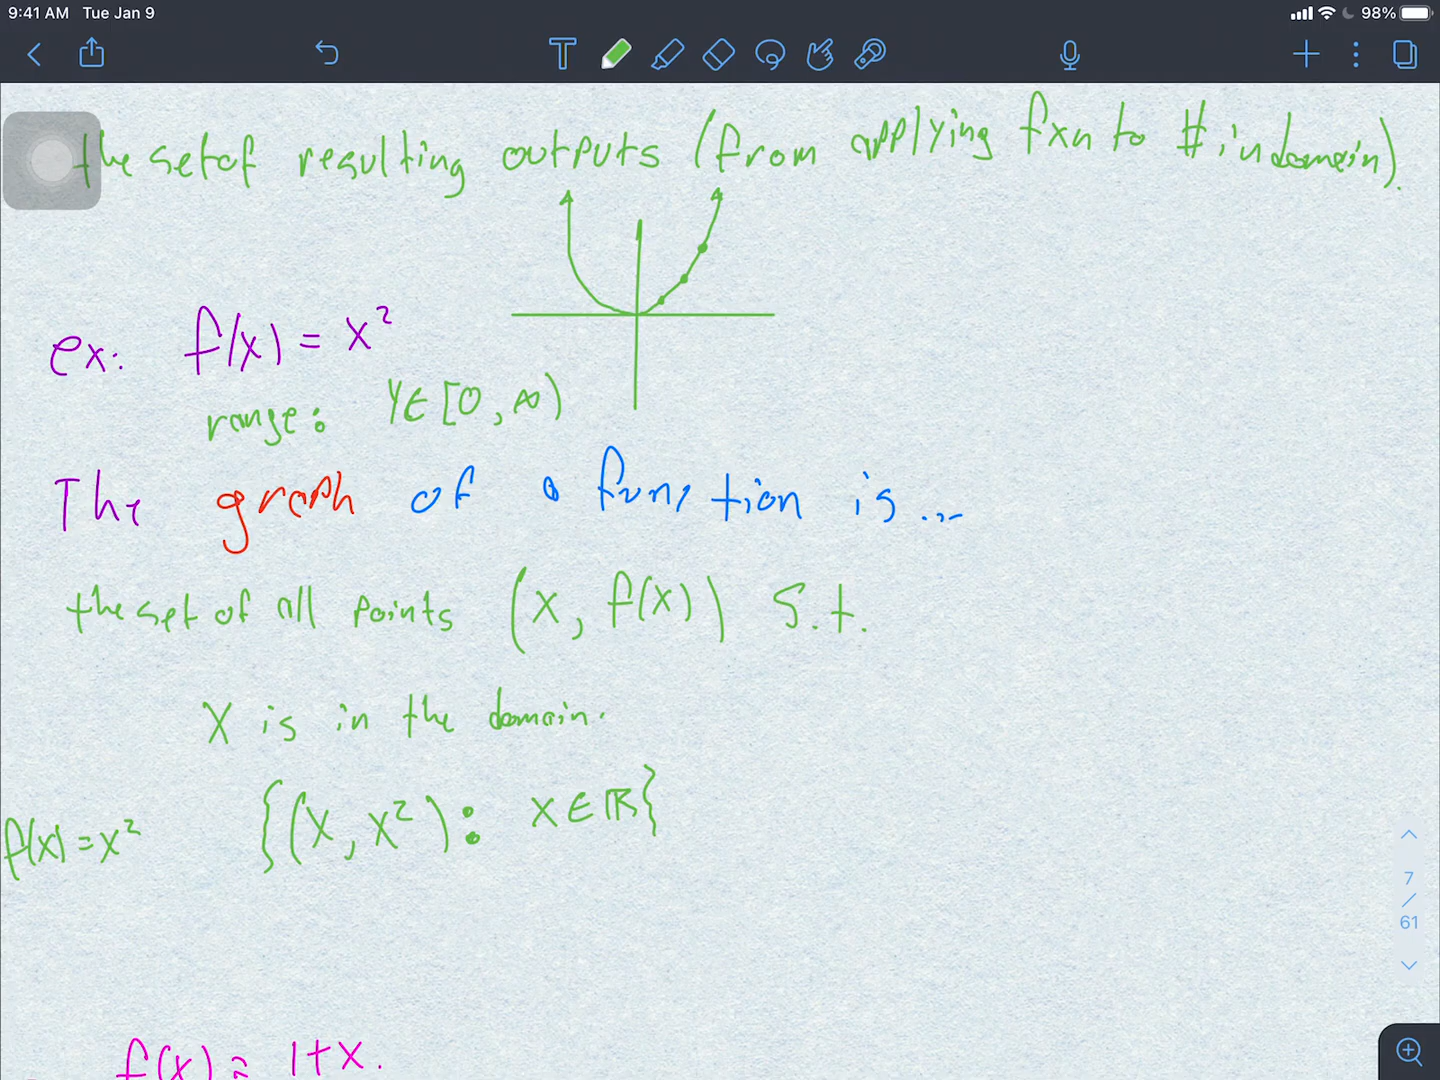 9:41 AM Tue Jan 9
98%
the set of resulting outputs (from applying fxn to # in domain).
ex: f(x) = x²
range: Y∈[0,∞)
The graph of a function is...
the set of all points (x, f(x)) s.t.
X is in the domain.
f(x)=x² {(x, x²): x∈ℝ}
7
/
61
f(x) = 1+x.